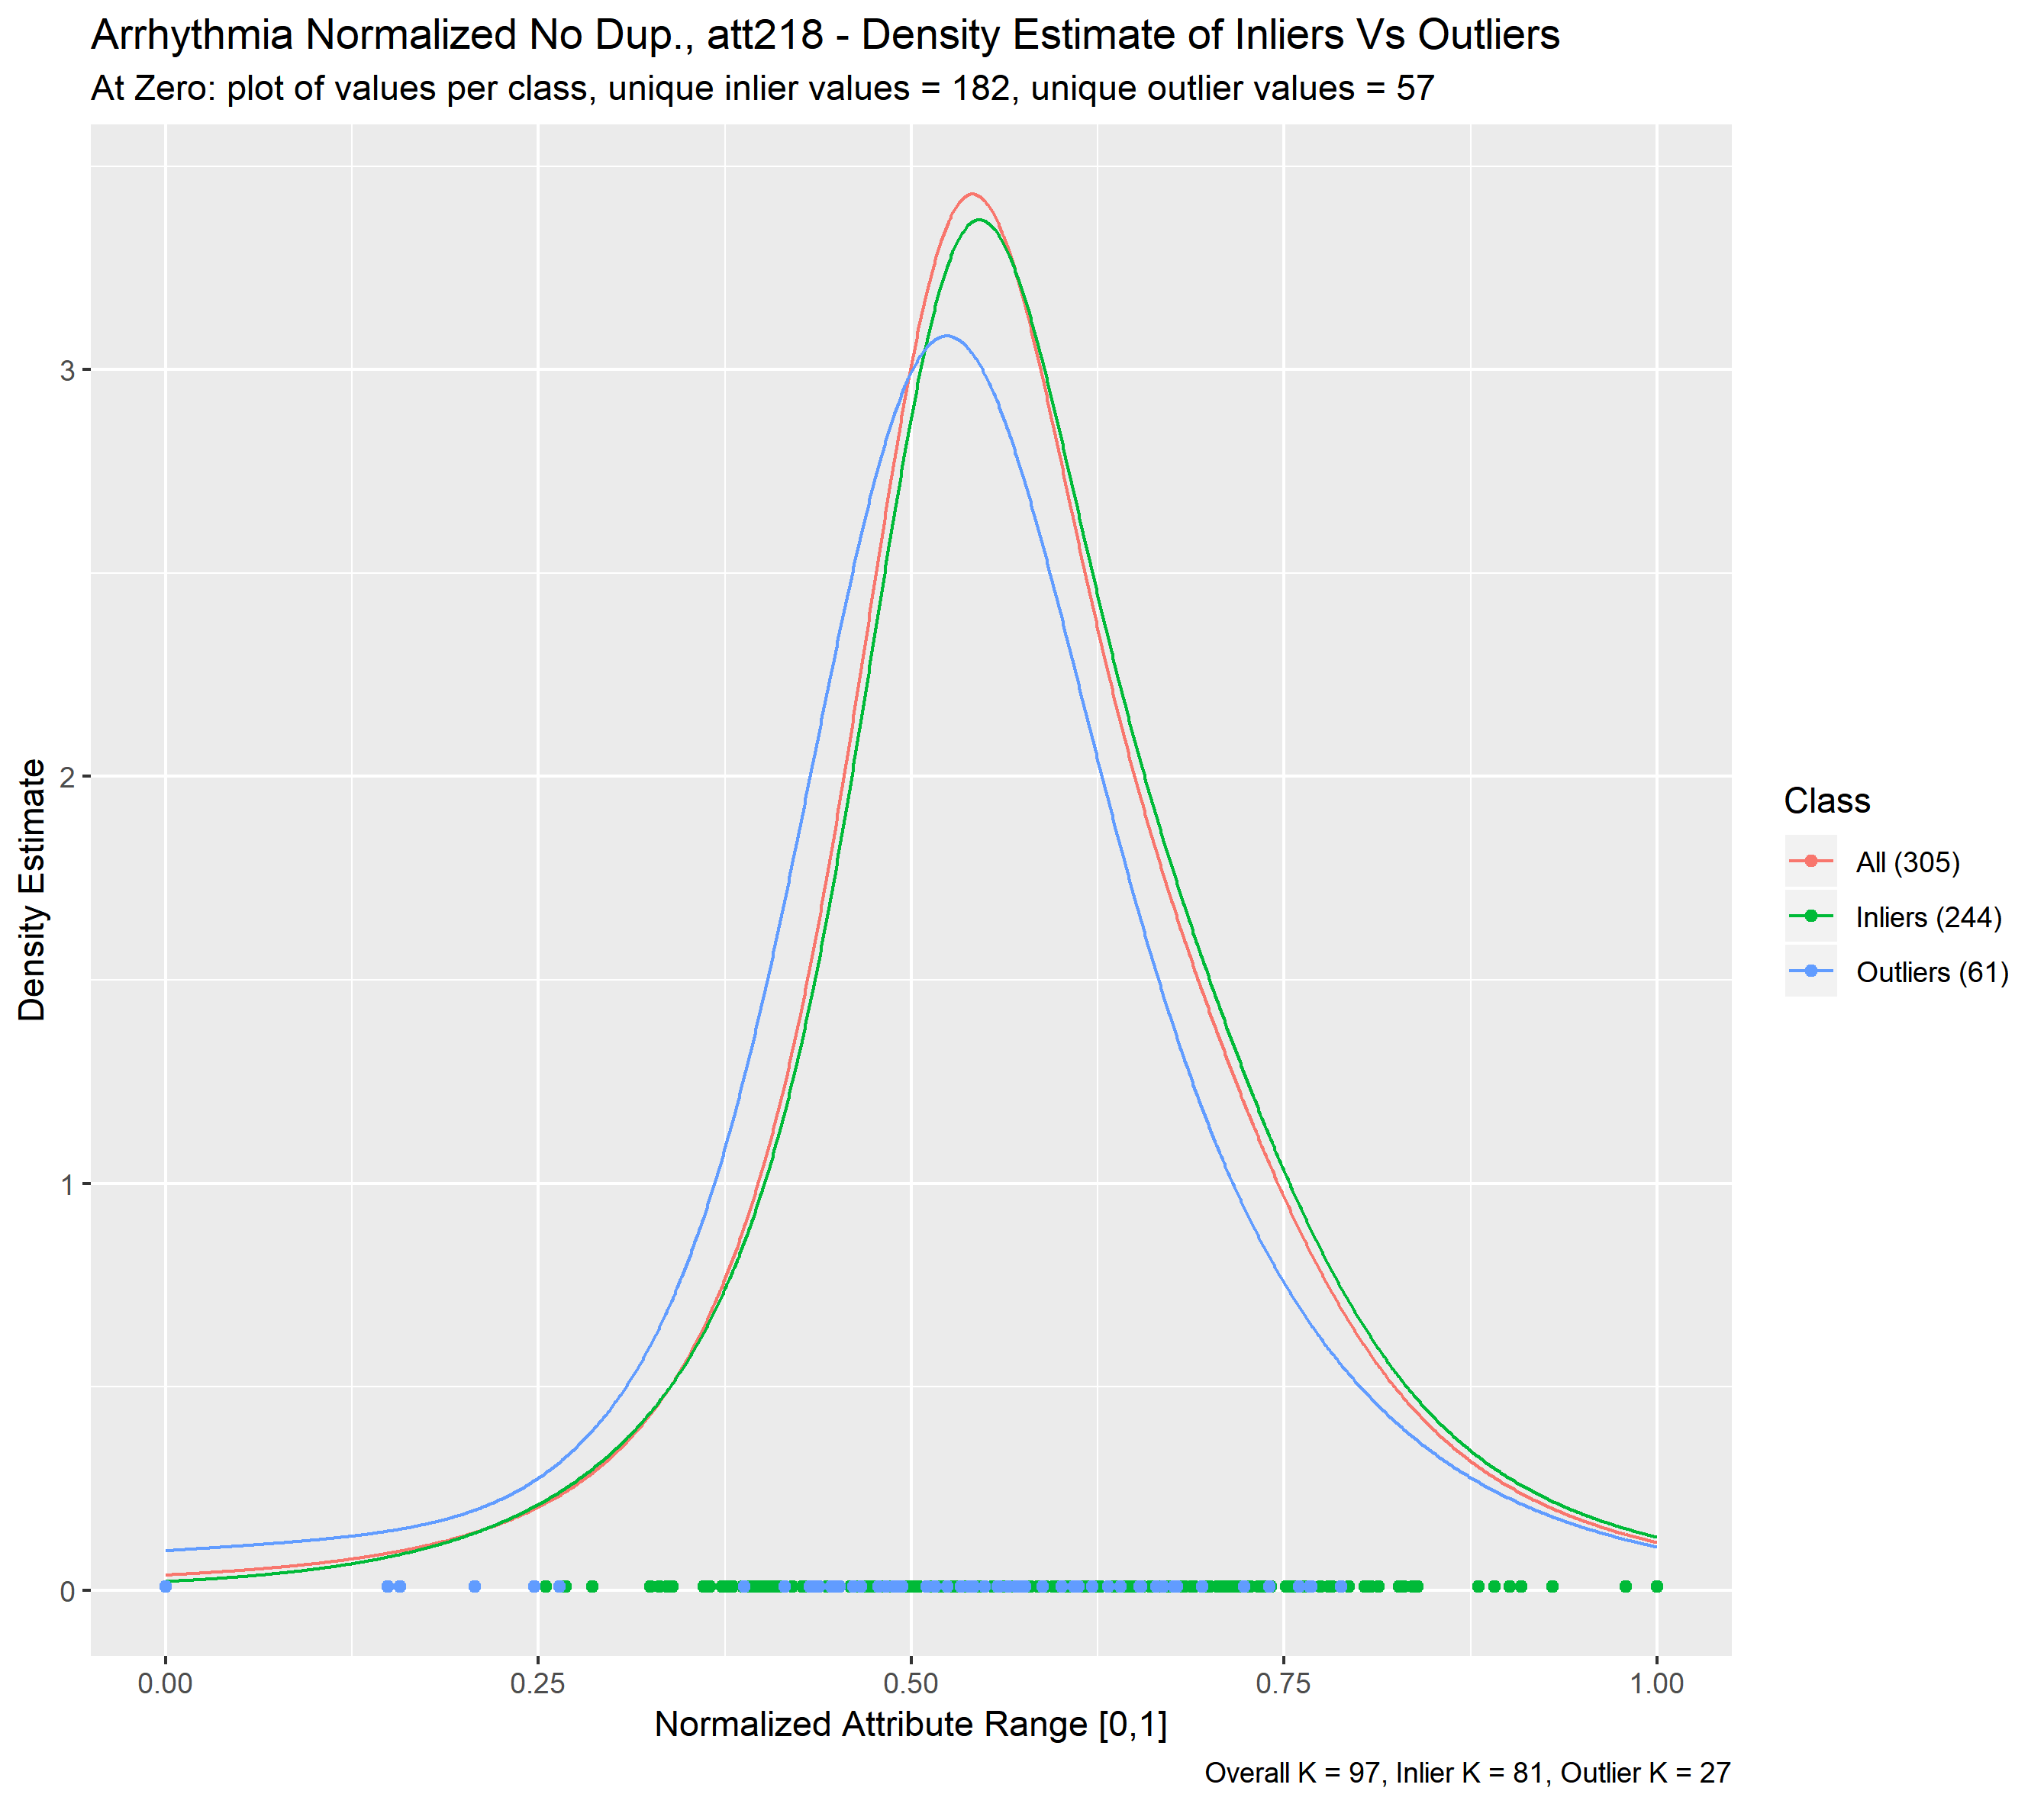 Arrhythmia Normalized No Dup., att218 - Density Estimate of Inliers Vs Outliers
At Zero: plot of values per class, unique inlier values = 182, unique outlier values = 57
Density Estimate
3
2
1
0
0.00 0.25 0.50 0.75 1.00
Normalized Attribute Range [0,1]
Class
All (305)
Inliers (244)
Outliers (61)
Overall K = 97, Inlier K = 81, Outlier K = 27